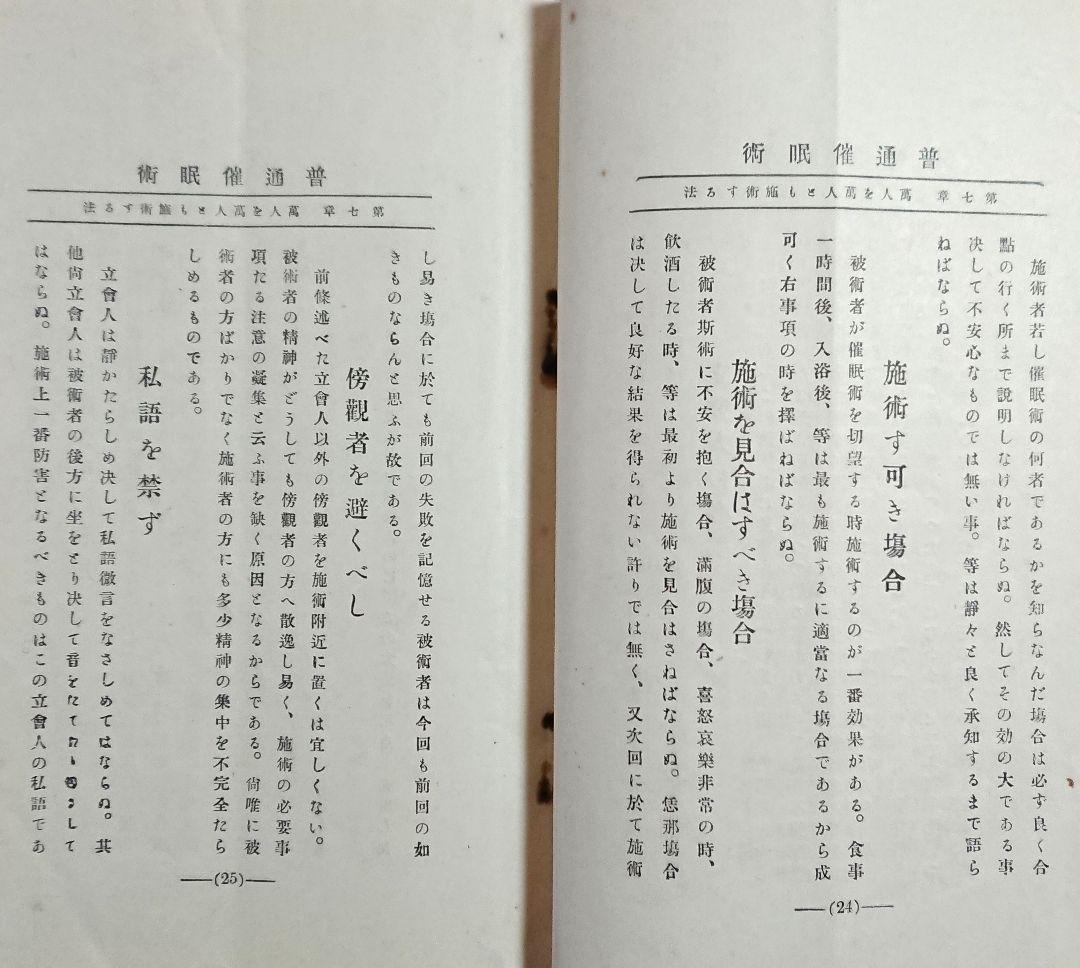 普通催眠術
第七章 萬人を萬人とも施術する法
施術者若し催眠術の何者であるかを知らなんだ塲合は必ず良く合
點の行く所まで説明しなければならぬ。然してその効の大である事
决して不安心なものでは無い事。等は靜々と良く承知するまで語ら
ねばならぬ。
施術す可き塲合
被術者が催眠術を切望する時施術するのが一番効果がある。食事
一時間後、入浴後、等は最も施術するに適當なる塲合であるから成
可く右事項の時を擇ばねばならぬ。
施術を見合はすべき塲合
被術者斯術に不安を抱く塲合、滿腹の塲合、喜怒哀樂非常の時、
飲酒したる時、等は最初より施術を見合はさねばならぬ。恁那塲合
は决して良好な結果を得られない許りでは無く、又次回に於て施術
(24)
普通催眠術
第七章 萬人を萬人とも施術する法
し易き塲合に於ても前回の失敗を記憶せる被術者は今回も前回の如
きものならんと思ふが故である。
傍觀者を避くべし
前條述べた立會人以外の傍觀者を施術附近に置くは宜しくない。
被術者の精神がどうしても傍觀者の方へ散逸し易く、施術の必要事
項たる注意の凝集と云ふ事を缺く原因となるからである。尙唯に被
術者の方ばかりでなく施術者の方にも多少精神の集中を不完全たら
しめるものである。
私語を禁ず
立會人は靜かたらしめ决して私語微言をなさしめてはならぬ。其
他尙立會人は被術者の後方に坐をとり决して音をたて して
はならぬ。施術上一番防害となるべきものはこの立會人の私語であ
(25)